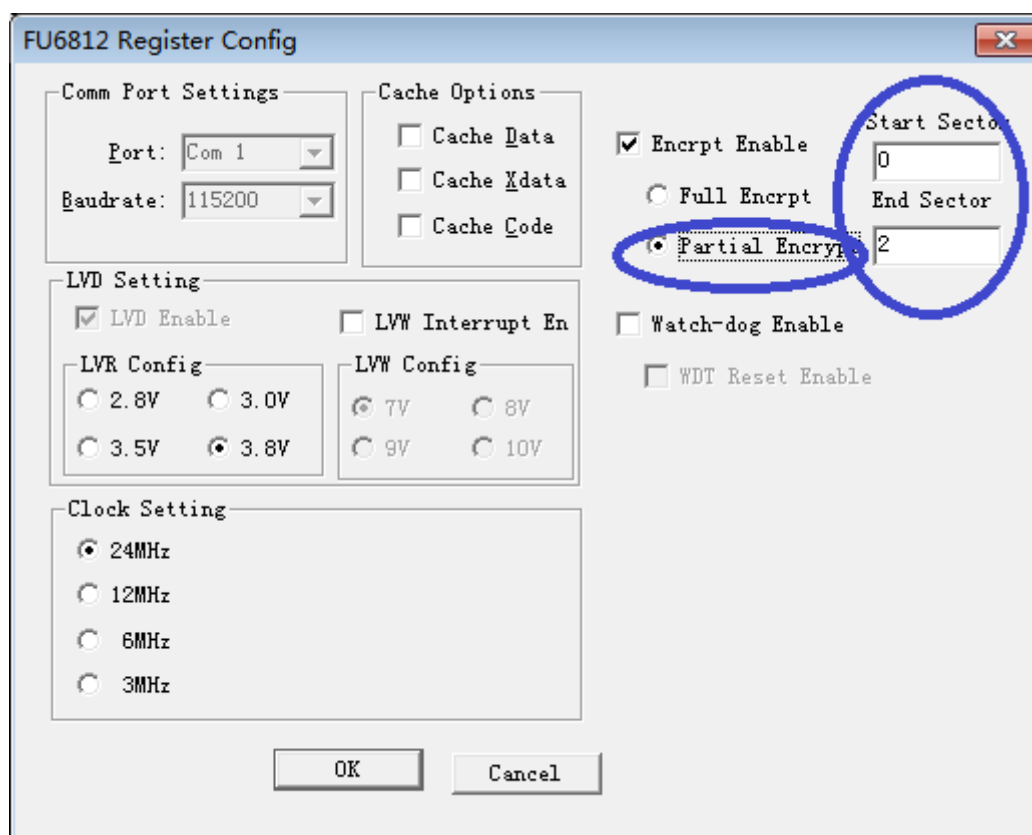 FU6812 Register Config
Comm Port Settings
Port: Com 1
Baudrate: 115200
Cache Options
Cache Data
Cache Xdata
Cache Code
Encrpt Enable
Full Encrpt
Partial Encrypt
Start Sector
0
End Sector
2
LVD Setting
LVD Enable
LVW Interrupt En
LVR Config
2.8V 3.0V
3.5V 3.8V
LVW Config
7V 8V
9V 10V
Watch-dog Enable
WDT Reset Enable
Clock Setting
24MHz
12MHz
6MHz
3MHz
OK
Cancel